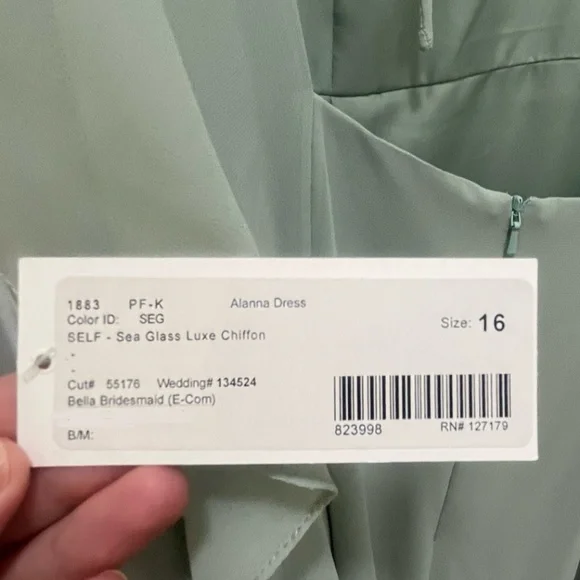 1883 PF-K Alanna Dress
Color ID: SEG
SELF - Sea Glass Luxe Chiffon
Size: 16
-
-
Cut# 55176 Wedding# 134524
Bella Bridesmaid (E-Com)
B/M:
823998 RN# 127179